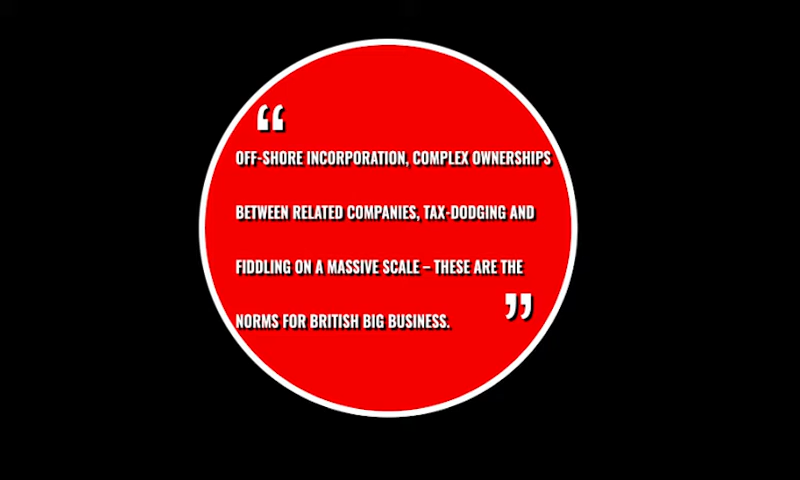 “
OFF-SHORE INCORPORATION, COMPLEX OWNERSHIPS
BETWEEN RELATED COMPANIES, TAX-DODGING AND
FIDDLING ON A MASSIVE SCALE – THESE ARE THE
NORMS FOR BRITISH BIG BUSINESS.
”